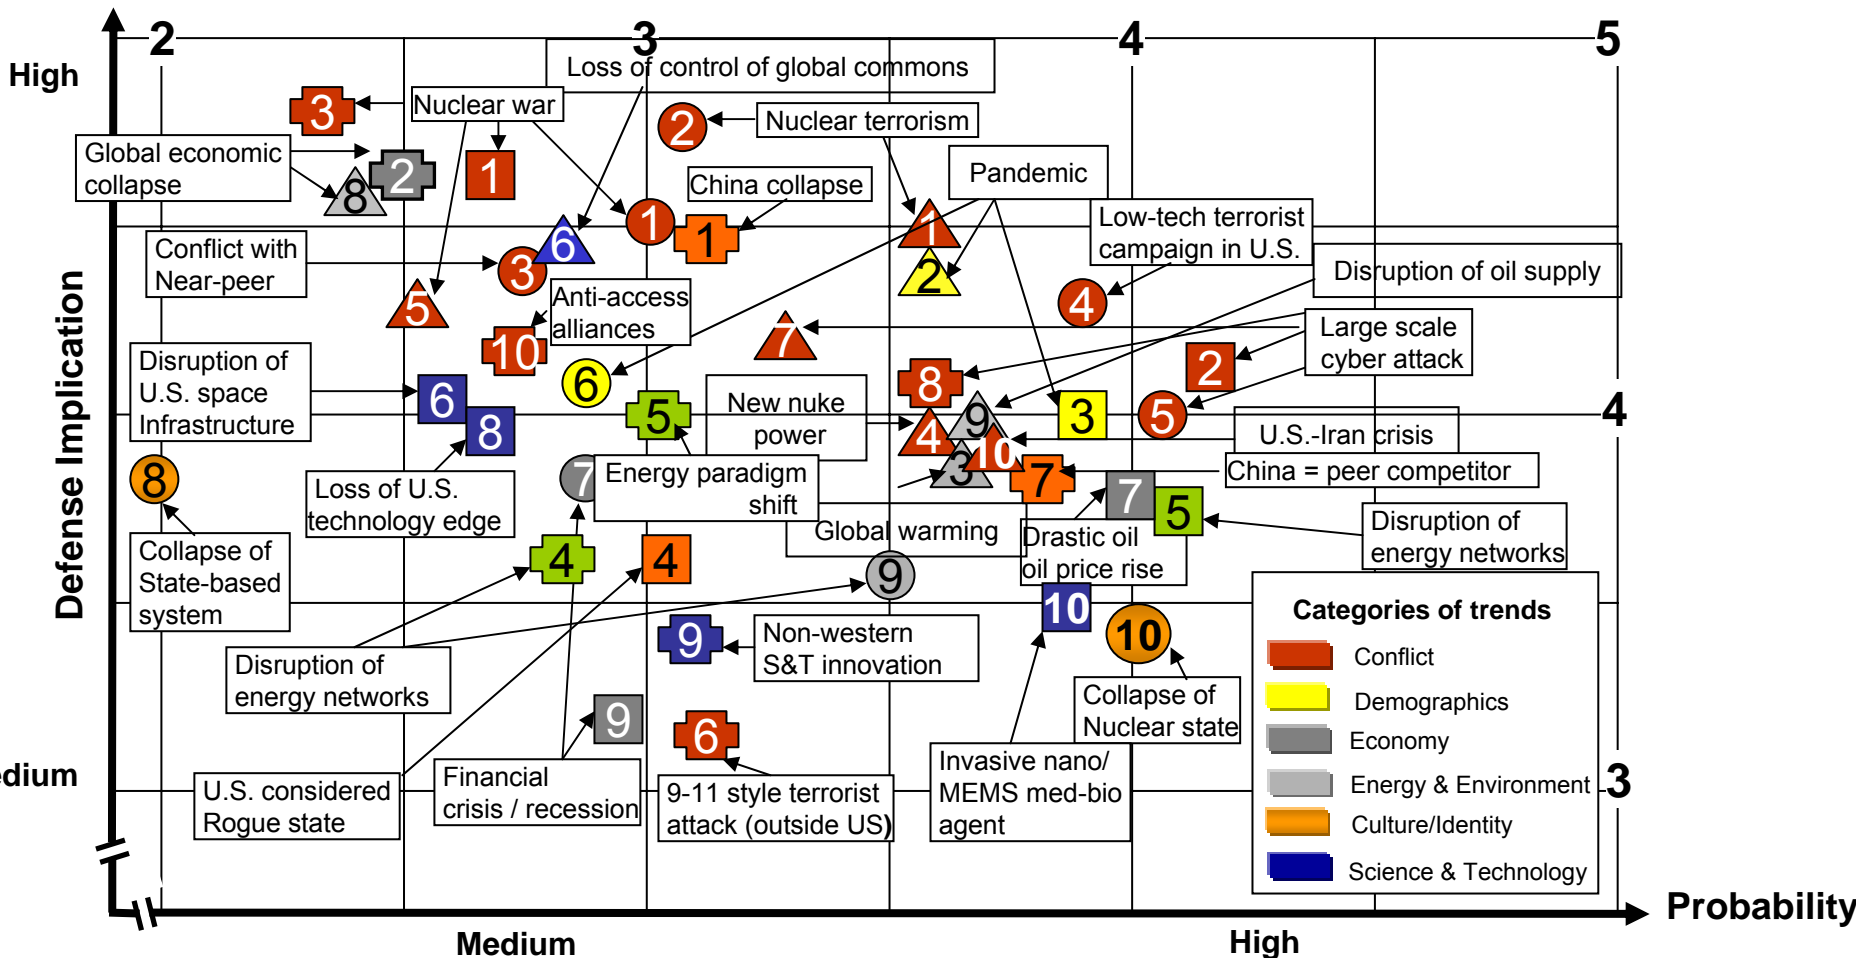 2
3
4
5
High
Loss of control of global commons
3
Nuclear war
2
Nuclear terrorism
Global economic
collapse
8
2
1
China collapse
Pandemic
Low-tech terrorist
campaign in U.S.
1
1
1
Conflict with
Near-peer
3
6
2
Disruption of oil supply
5
Anti-access
alliances
4
10
7
Large scale
cyber attack
Disruption of
U.S. space
Infrastructure
6
6
8
2
8
5
New nuke
power
4
9
3
10
3
5
4
U.S.-Iran crisis
China = peer competitor
8
Loss of U.S.
technology edge
7
Energy paradigm
shift
7
7
5
Global warming
Drastic oil
oil price rise
Disruption of
energy networks
Collapse of
State-based
system
4
4
9
10
10
Defense Implication
Disruption of
energy networks
9
Non-western
S&T innovation
Collapse of
Nuclear state
9
6
edium
U.S. considered
Rogue state
Financial
crisis / recession
9-11 style terrorist
attack (outside US)
Invasive nano/
MEMS med-bio
agent
3
Categories of trends
Conflict
Demographics
Economy
Energy & Environment
Culture/Identity
Science & Technology
Medium
High
Probability